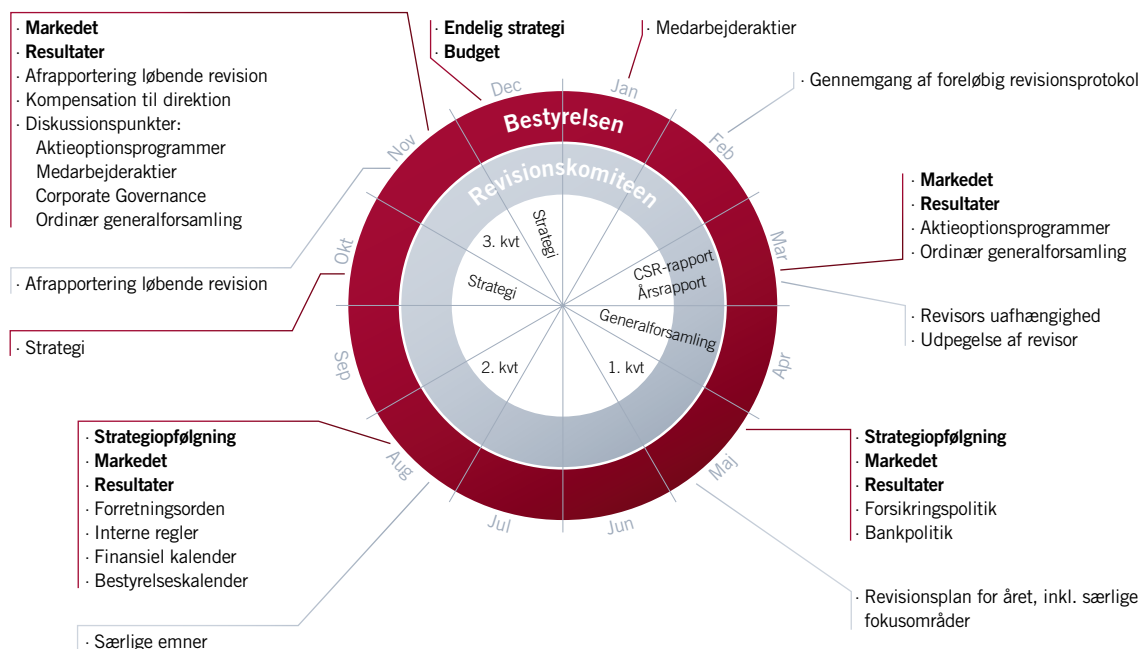 · Markedet
· Resultater
· Afrapportering løbende revision
· Kompensation til direktion
· Diskussionspunkter:
Aktieoptionsprogrammer
Medarbejderaktier
Corporate Governance
Ordinær generalforsamling
· Afrapportering løbende revision
· Strategi
· Endelig strategi
· Budget
· Medarbejderaktier
· Gennemgang af foreløbig revisionsprotokol
· Markedet
· Resultater
· Aktieoptionsprogrammer
· Ordinær generalforsamling
· Revisors uafhængighed
· Udpegelse af revisor
Dec
Jan
Feb
Mar
Apr
Maj
Jun
Jul
Aug
Sep
Okt
Nov
Bestyrelsen
Revisionskomiteen
Strategi
3. kvt
Strategi
CSR-rapport
Årsrapport
Generalforsamling
2. kvt
1. kvt
· Strategiopfølgning
· Markedet
· Resultater
· Forretningsorden
· Interne regler
· Finansiel kalender
· Bestyrelseskalender
· Særlige emner
· Strategiopfølgning
· Markedet
· Resultater
· Forsikringspolitik
· Bankpolitik
· Revisionsplan for året, inkl. særlige
fokusområder